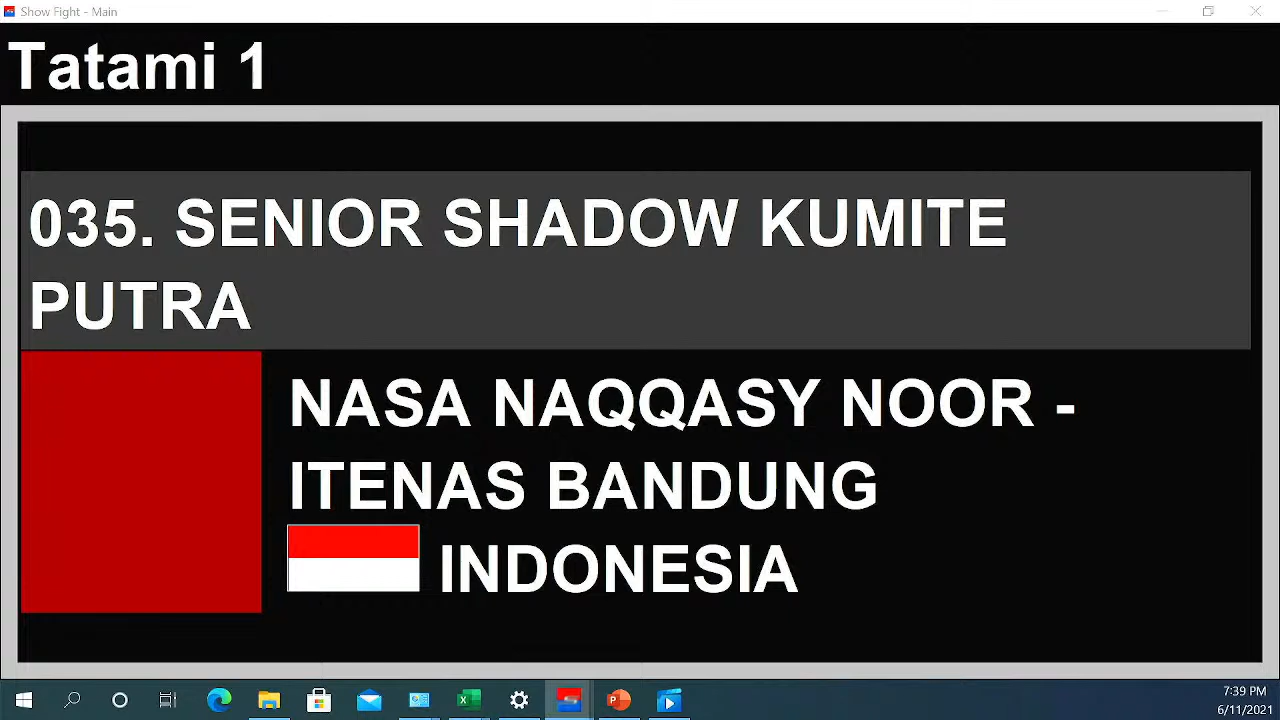 Show Fight - Main
Tatami 1
035. SENIOR SHADOW KUMITE
PUTRA
NASA NAQQASY NOOR -
ITENAS BANDUNG
INDONESIA
7:39 PM
6/11/2021